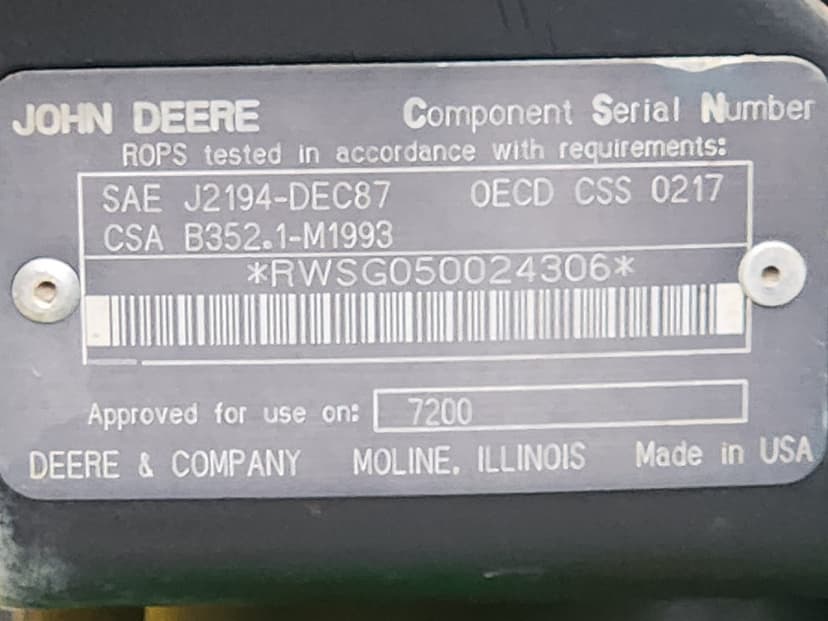 JOHN DEERE Component Serial Number
ROPS tested in accordance with requirements:
SAE J2194-DEC87 OECD CSS 0217
CSA B352.1-M1993
*RWSG050024306*
Approved for use on: 7200
DEERE & COMPANY MOLINE, ILLINOIS Made in USA